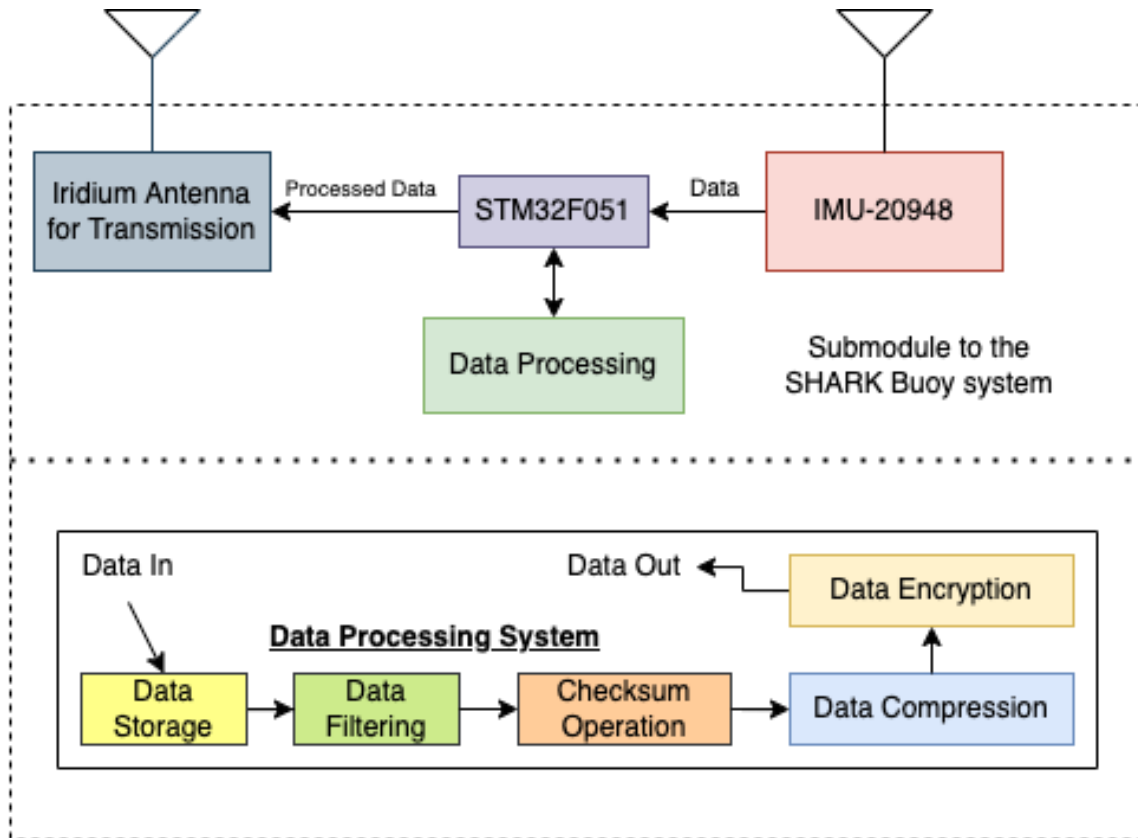 Iridium Antenna
for Transmission
Processed Data
STM32F051
Data
IMU-20948
Data Processing
Submodule to the
SHARK Buoy system
Data In
Data Out
Data Encryption
Data Processing System
Data
Storage
Data
Filtering
Checksum
Operation
Data Compression